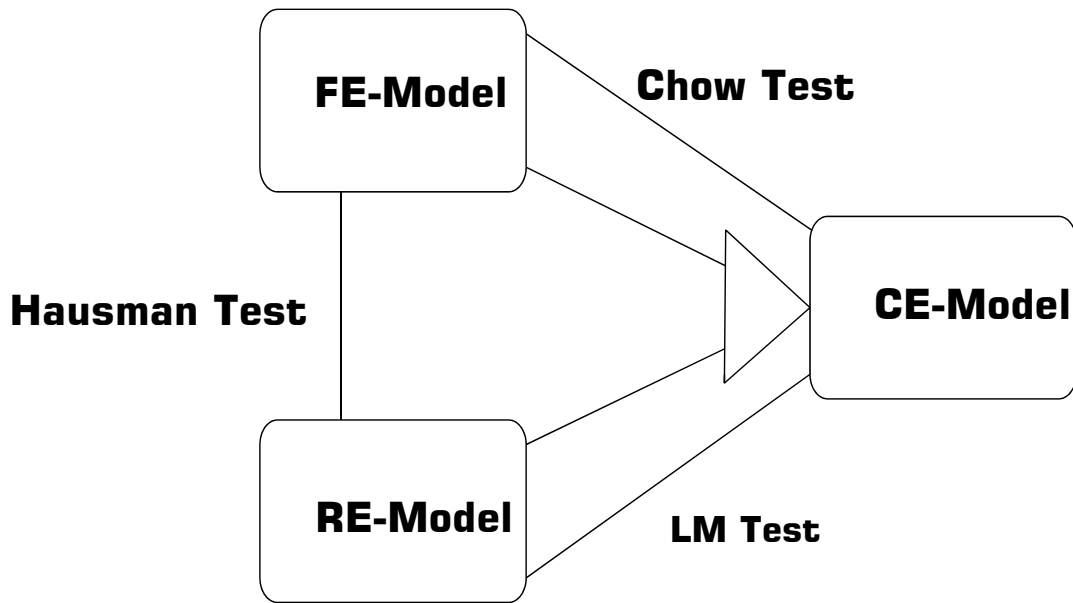 FE-Model
Chow Test
Hausman Test
CE-Model
RE-Model
LM Test